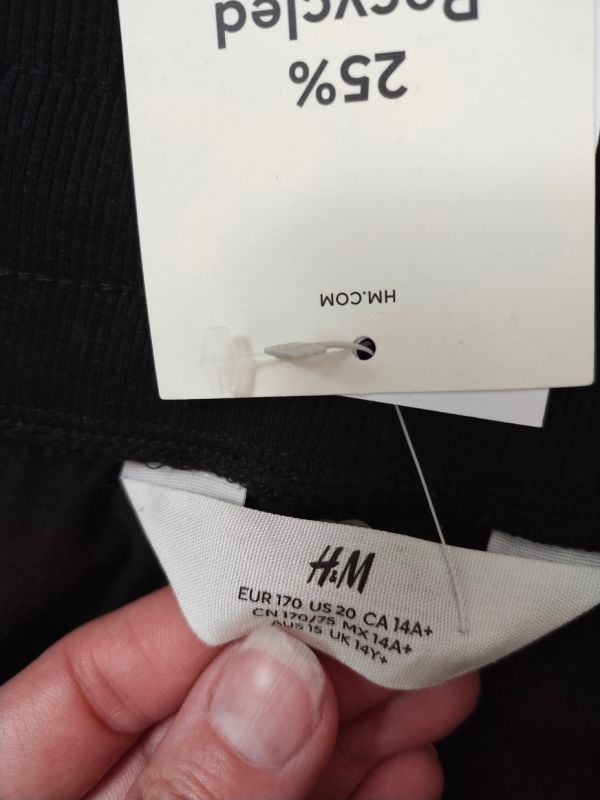 25%
Recycled
HM.COM
H&M
EUR 170 US 20 CA 14A+
CN 170/75 MX 14A+
AUS 15 UK 14Y+